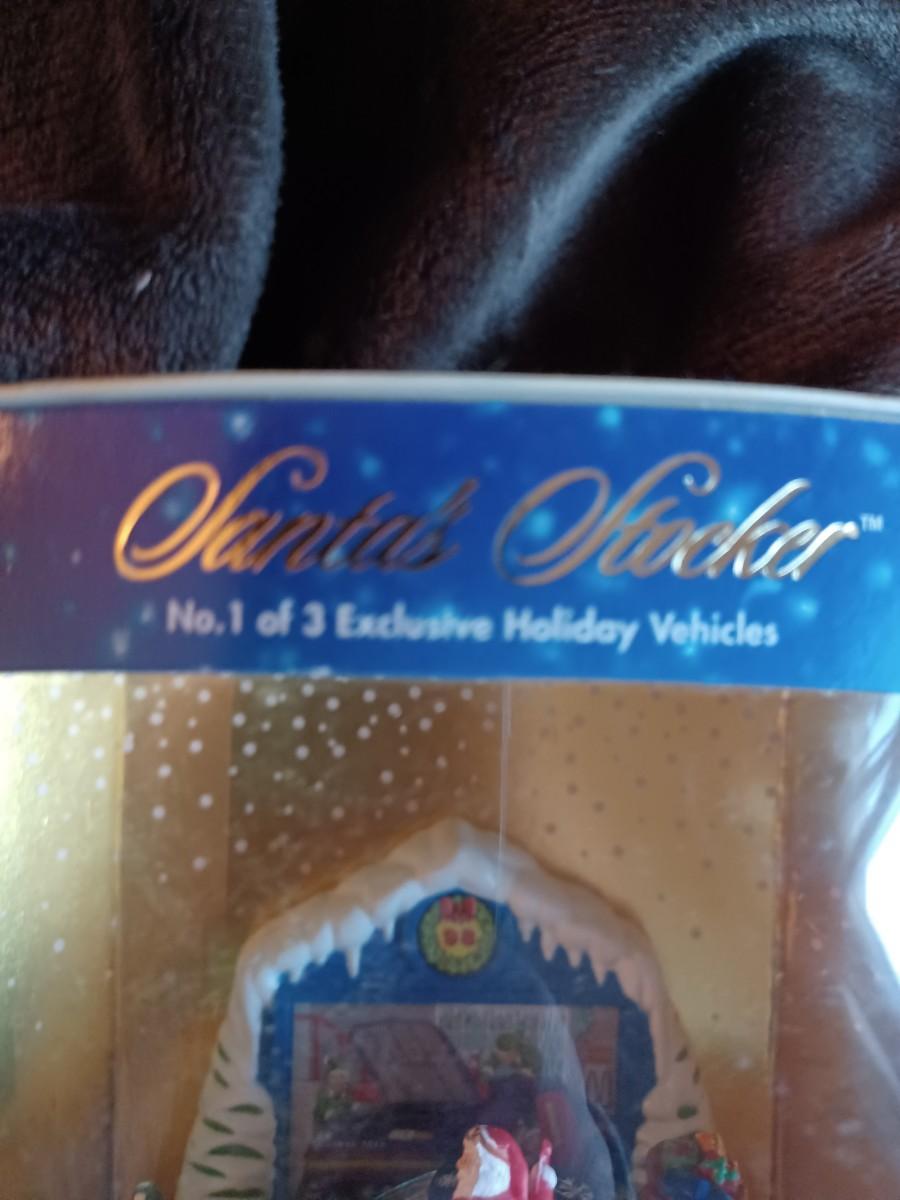 Santa's Stocker™
No.1 of 3 Exclusive Holiday Vehicles